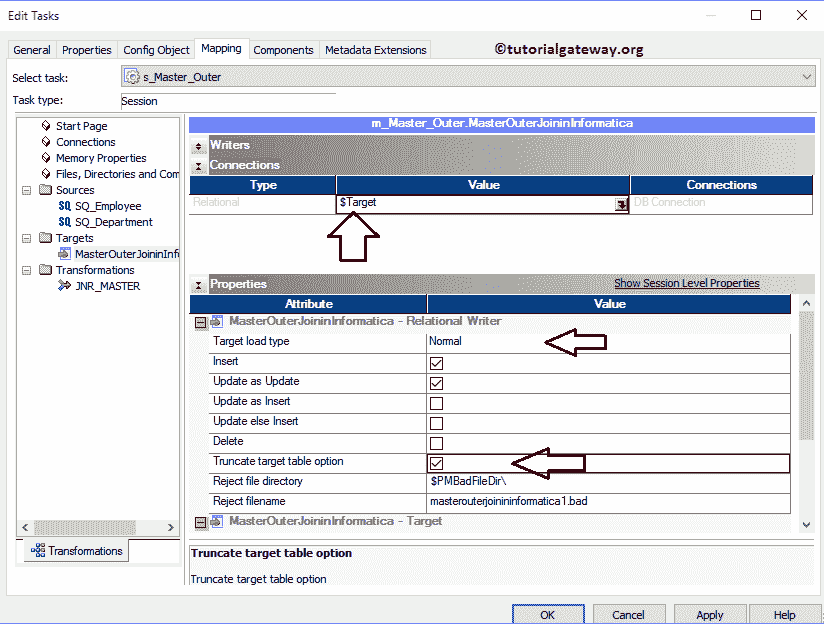 Edit Tasks
General Properties Config Object Mapping Components Metadata Extensions
©tutorialgateway.org
Select task: s_Master_Outer
Task type: Session
Start Page
Connections
Memory Properties
Files, Directories and Com
Sources
SQ_Employee
SQ_Department
Targets
MasterOuterJoininInfo
Transformations
JNR_MASTER
Transformations
m_Master_Outer.MasterOuterJoininInformatica
Writers
Connections
Type Value Connections
Relational $Target DB Connection
Properties Show Session Level Properties
Attribute Value
MasterOuterJoininInformatica - Relational Writer
Target load type Normal
Insert
Update as Update
Update as Insert
Update else Insert
Delete
Truncate target table option
Reject file directory $PMBadFileDir\
Reject filename masterouterjoinininformatica1.bad
MasterOuterJoininInformatica - Target
Truncate target table option
Truncate target table option
OK Cancel Apply Help